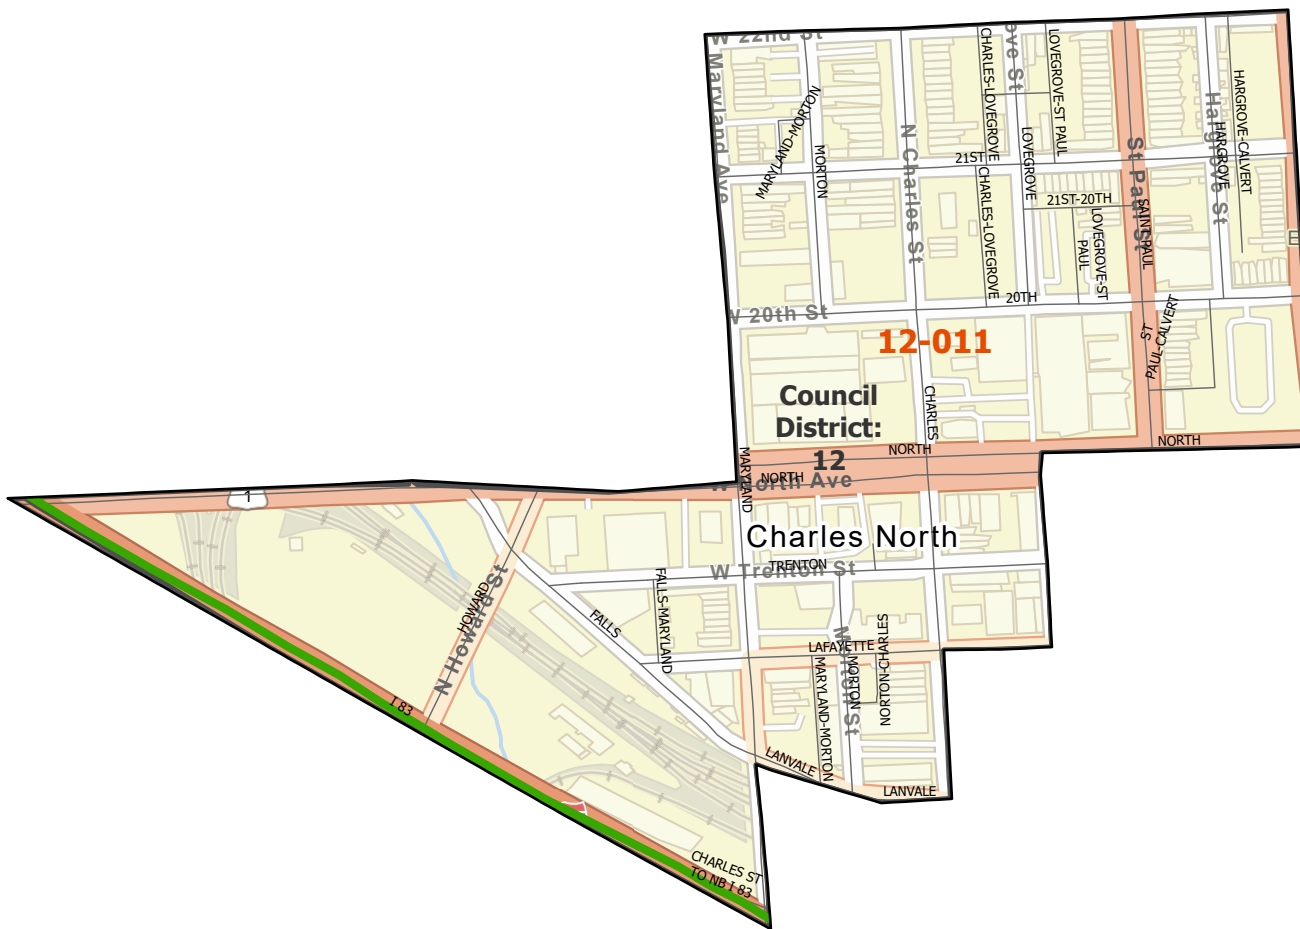 W 22nd St
ove St
Maryland Ave
MARYLAND-MORTON
MORTON
N Charles St
CHARLES-LOVEGROVE
LOVEGROVE-ST PAUL
LOVEGROVE
HARGROVE-CALVERT
HARGROVE
Hargrove St
21ST
CHARLES-LOVEGROVE
21ST-20TH
LOVEGROVE-ST
PAUL
St Paul St
SAINT PAUL
E
W 20th St
20TH
ST
PAUL-CALVERT
12-011
Council
District:
12
CHARLES
NORTH
NORTH
NORTH
W North Ave
MARYLAND
1
Charles North
TRENTON
W Trenton St
HOWARD
N Howard St
FALLS
FALLS-MARYLAND
LAFAYETTE
MARYLAND-MORTON
MORTON
Morton St
NORTON-CHARLES
I 83
LANVALE
LANVALE
CHARLES ST
TO NB I 83